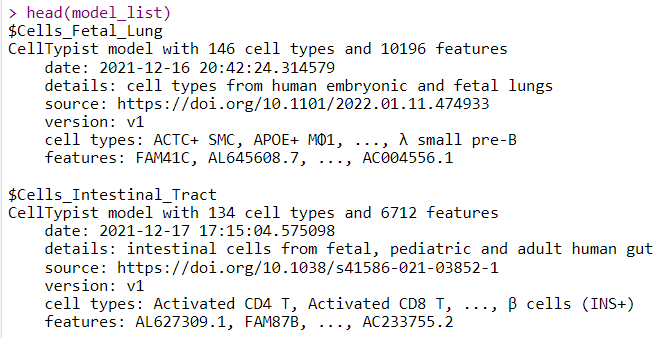 > head(model_list)
$Cells_Fetal_Lung
CellTypist model with 146 cell types and 10196 features
    date: 2021-12-16 20:42:24.314579
    details: cell types from human embryonic and fetal lungs
    source: https://doi.org/10.1101/2022.01.11.474933
    version: v1
    cell types: ACTC+ SMC, APOE+ MΦ1, ..., λ small pre-B
    features: FAM41C, AL645608.7, ..., AC004556.1

$Cells_Intestinal_Tract
CellTypist model with 134 cell types and 6712 features
    date: 2021-12-17 17:15:04.575098
    details: intestinal cells from fetal, pediatric and adult human gut
    source: https://doi.org/10.1038/s41586-021-03852-1
    version: v1
    cell types: Activated CD4 T, Activated CD8 T, ..., β cells (INS+)
    features: AL627309.1, FAM87B, ..., AC233755.2